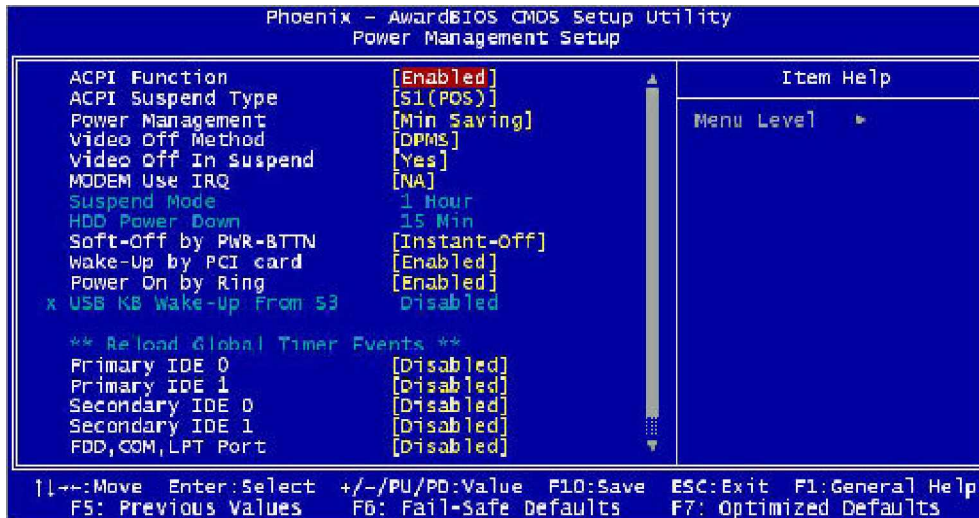 Phoenix - AwardBIOS CMOS Setup Utility
Power Management Setup
ACPI Function [Enabled]
ACPI Suspend Type [S1(POS)]
Power Management [Min Saving]
Video Off Method [DPMS]
Video Off In Suspend [Yes]
MODEM Use IRQ [NA]
Suspend Mode 1 Hour
HDD Power Down 15 Min
Soft-Off by PWR-BTTN [Instant-Off]
Wake-Up by PCI card [Enabled]
Power On by Ring [Enabled]
x USB KB Wake-Up From S3 Disabled
** Reload Global Timer Events **
Primary IDE 0 [Disabled]
Primary IDE 1 [Disabled]
Secondary IDE 0 [Disabled]
Secondary IDE 1 [Disabled]
FDD,COM,LPT Port [Disabled]
Item Help
Menu Level ▶
↑↓→←:Move Enter:Select +/-/PU/PD:Value F10:Save ESC:Exit F1:General Help
F5: Previous Values F6: Fail-Safe Defaults F7: Optimized Defaults